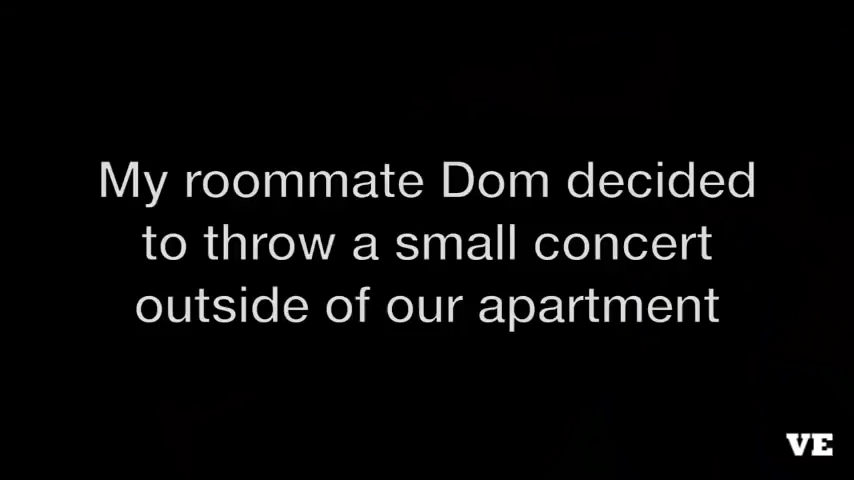 My roommate Dom decided
to throw a small concert
outside of our apartment
VE